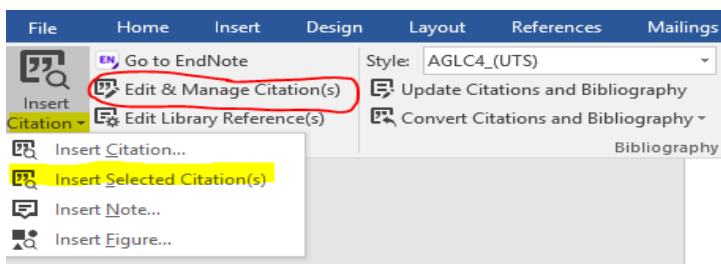 File Home Insert Design Layout References Mailings
EN Go to EndNote Style: AGLC4_(UTS)
Edit & Manage Citation(s) Update Citations and Bibliography
Insert
Citation Edit Library Reference(s) Convert Citations and Bibliography
Bibliography
Insert Citation...
Insert Selected Citation(s)
Insert Note...
Insert Figure...